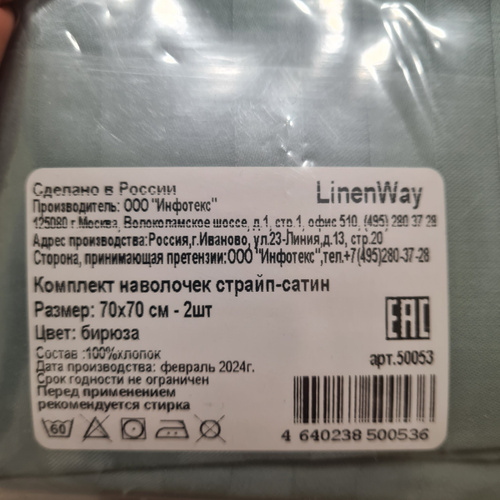 Сделано в России
LinenWay
Производитель: ООО "Инфотекс"
125080 г.Москва, Волоколамское шоссе, д.1, стр.1, офис 510, (495) 280 37 28
Адрес производства:Россия,г.Иваново, ул.23-Линия,д.13, стр.20
Сторона, принимающая претензии:ООО "Инфотекс",тел.+7(495)280-37-28
Комплект наволочек страйп-сатин
Размер: 70х70 см - 2шт
Цвет: бирюза
EAC
Состав :100%хлопок
арт.50053
Дата производства: февраль 2024г.
Срок годности не ограничен
Перед применением
рекомендуется стирка
60
4 640238 500536